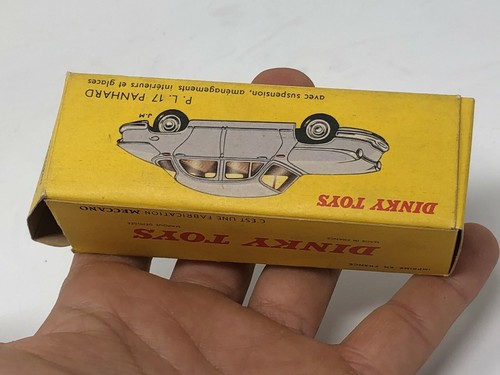 DINKY TOYS
J.M
P. L. 17 PANHARD
avec suspension, aménagements intérieurs et glaces
C'EST UNE FABRICATION MECCANO
DINKY TOYS